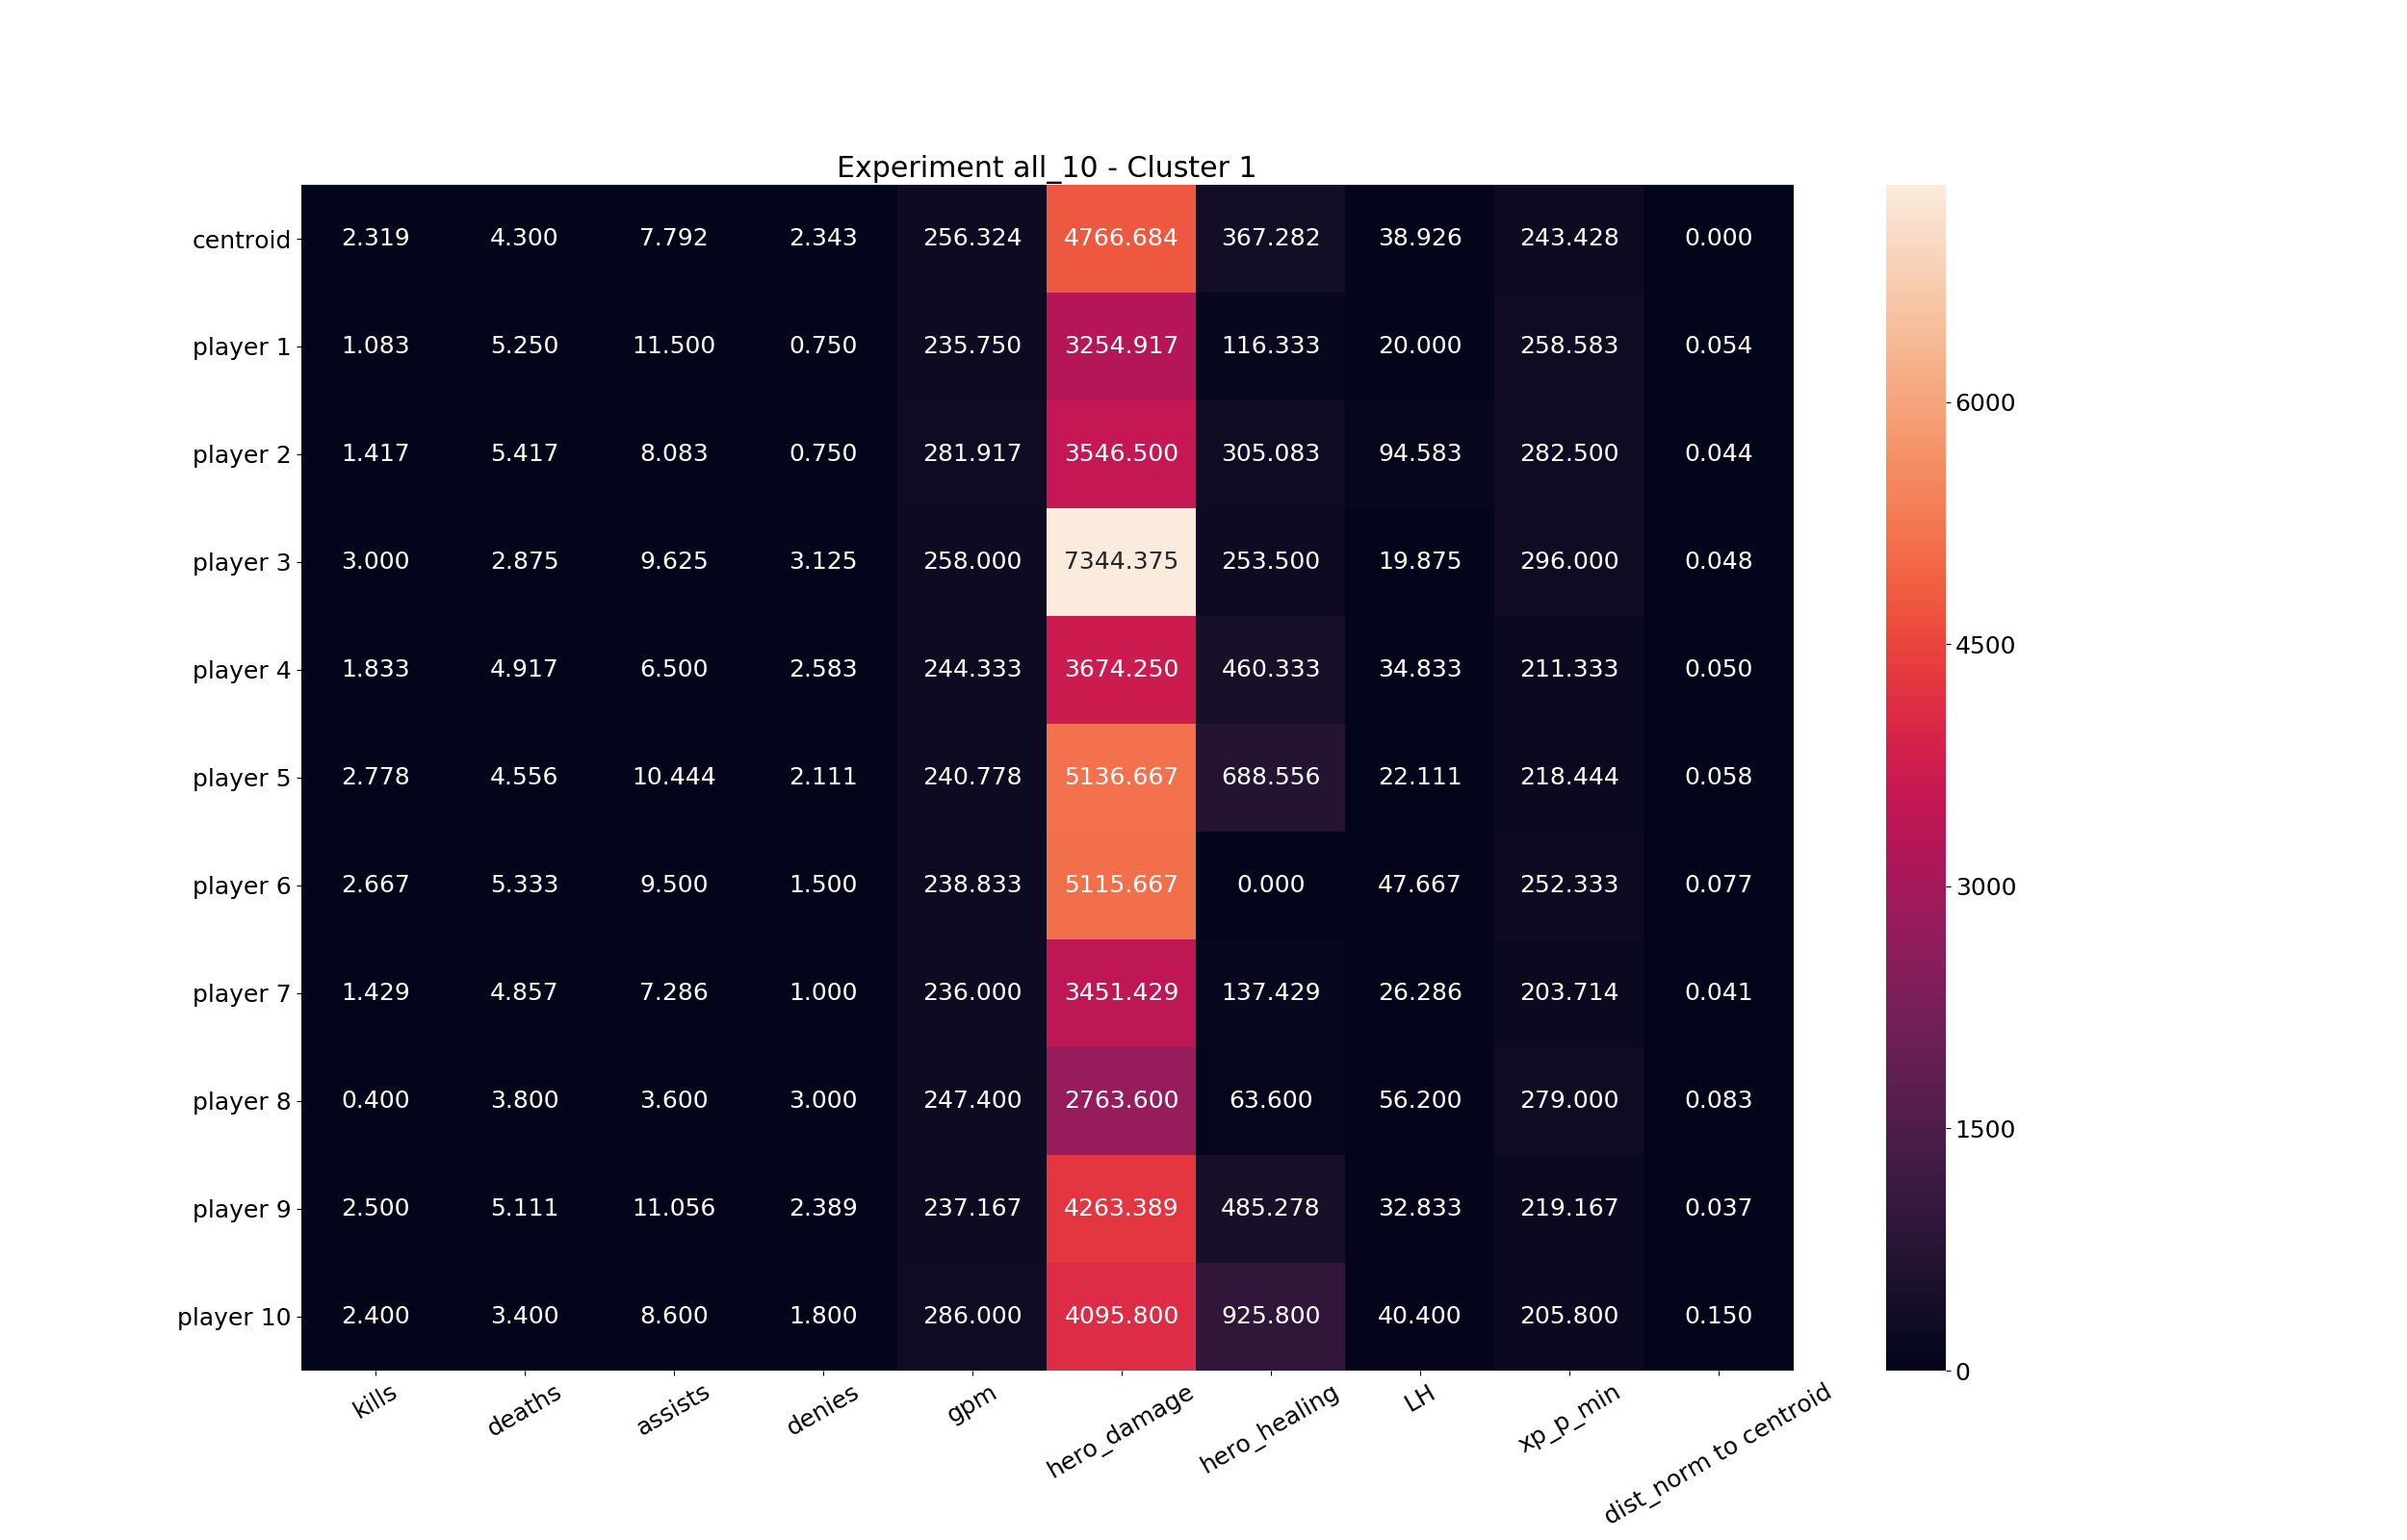 Experiment all_10 - Cluster 1
centroid 2.319 4.300 7.792 2.343 256.324 4766.684 367.282 38.926 243.428 0.000
player 1 1.083 5.250 11.500 0.750 235.750 3254.917 116.333 20.000 258.583 0.054
player 2 1.417 5.417 8.083 0.750 281.917 3546.500 305.083 94.583 282.500 0.044
player 3 3.000 2.875 9.625 3.125 258.000 7344.375 253.500 19.875 296.000 0.048
player 4 1.833 4.917 6.500 2.583 244.333 3674.250 460.333 34.833 211.333 0.050
player 5 2.778 4.556 10.444 2.111 240.778 5136.667 688.556 22.111 218.444 0.058
player 6 2.667 5.333 9.500 1.500 238.833 5115.667 0.000 47.667 252.333 0.077
player 7 1.429 4.857 7.286 1.000 236.000 3451.429 137.429 26.286 203.714 0.041
player 8 0.400 3.800 3.600 3.000 247.400 2763.600 63.600 56.200 279.000 0.083
player 9 2.500 5.111 11.056 2.389 237.167 4263.389 485.278 32.833 219.167 0.037
player 10 2.400 3.400 8.600 1.800 286.000 4095.800 925.800 40.400 205.800 0.150
kills deaths assists denies gpm hero_damage hero_healing LH xp_p_min dist_norm to centroid
6000
4500
3000
1500
0